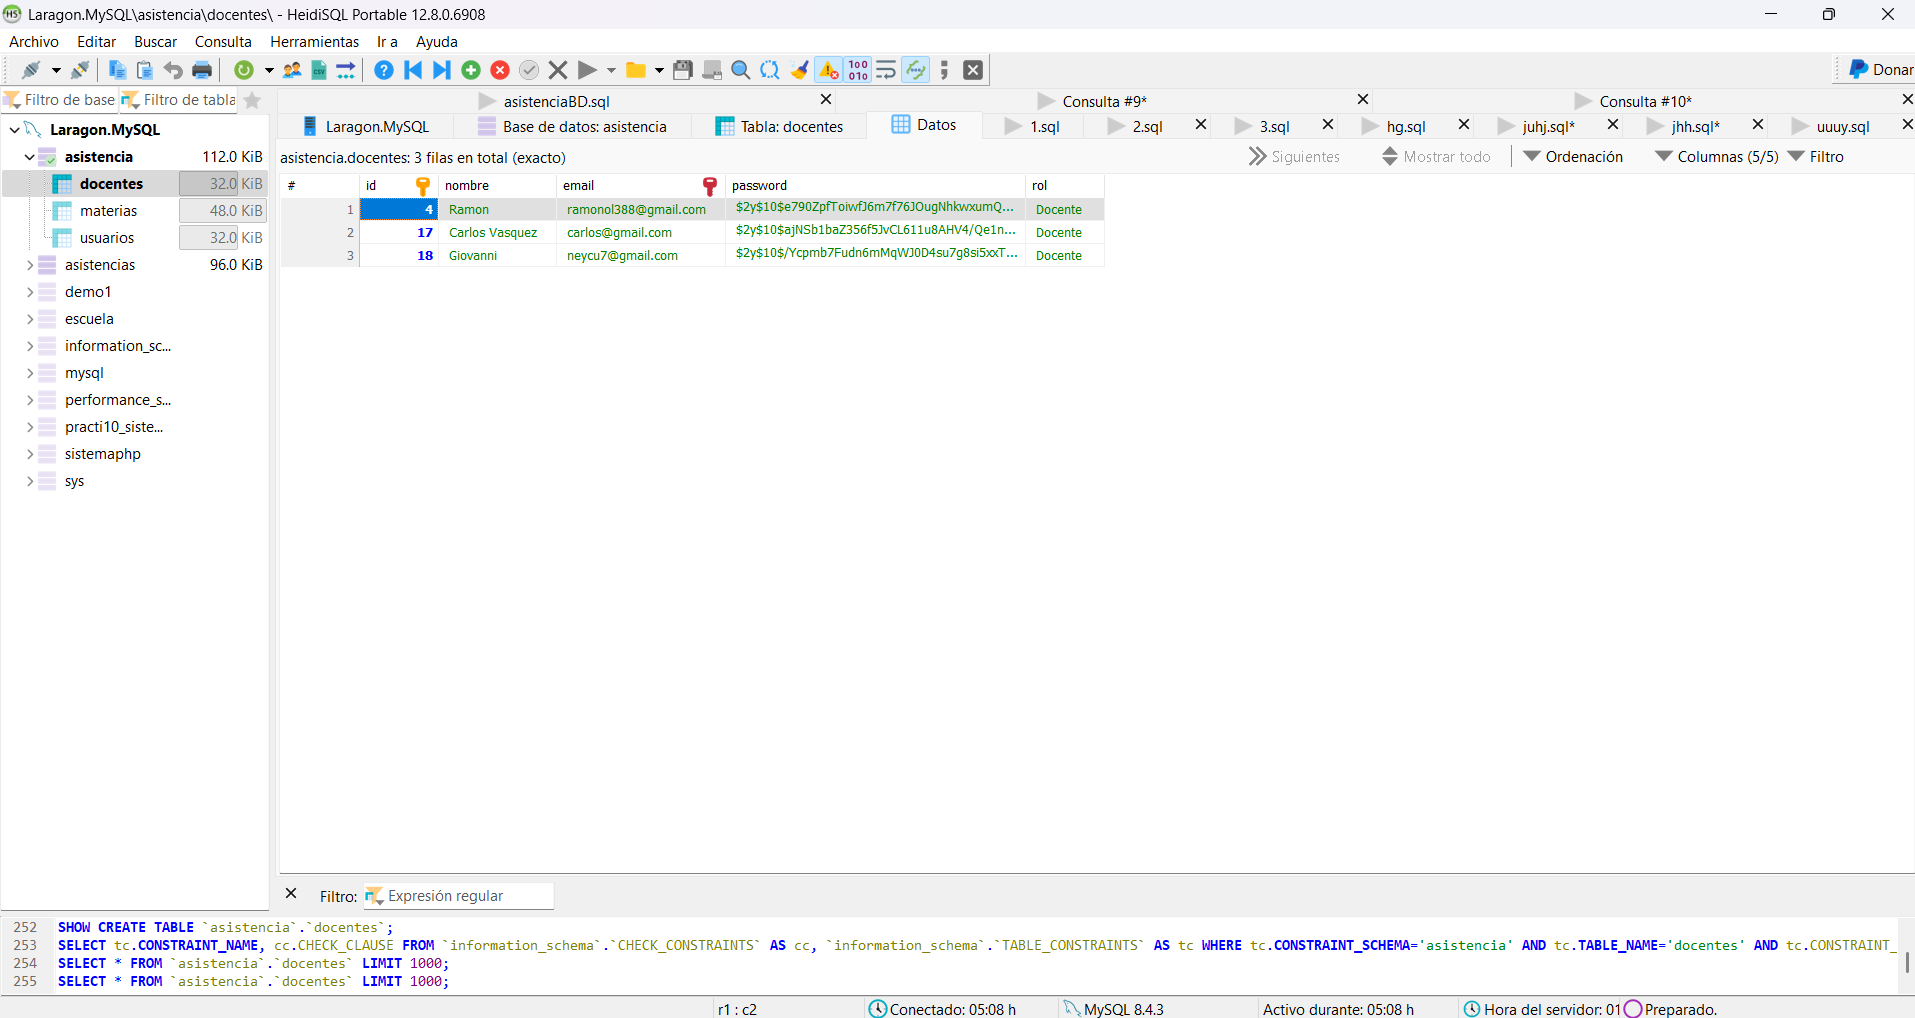 Laragon.MySQL\asistencia\docentes\ - HeidiSQL Portable 12.8.0.6908
Archivo Editar Buscar Consulta Herramientas Ir a Ayuda
Donar
Filtro de base Filtro de tabla
asistenciaBD.sql Consulta #9* Consulta #10*
Laragon.MySQL Base de datos: asistencia Tabla: docentes Datos 1.sql 2.sql 3.sql hg.sql juhj.sql* jhh.sql* uuuy.sql
asistencia.docentes: 3 filas en total (exacto) Siguientes Mostrar todo Ordenación Columnas (5/5) Filtro
Laragon.MySQL
asistencia 112.0 KiB
docentes 32.0 KiB
materias 48.0 KiB
usuarios 32.0 KiB
asistencias 96.0 KiB
demo1
escuela
information_sc...
mysql
performance_s...
practi10_siste...
sistemaphp
sys
# id nombre email password rol
1 4 Ramon ramonol388@gmail.com $2y$10$e790ZpfToiwfJ6m7f76JOugNhkwxumQ... Docente
2 17 Carlos Vasquez carlos@gmail.com $2y$10$ajNSb1baZ356f5JvCL611u8AHV4/Qe1n... Docente
3 18 Giovanni neycu7@gmail.com $2y$10$/Ycpmb7Fudn6mMqWJ0D4su7g8si5xxT... Docente
Filtro: Expresión regular
252 SHOW CREATE TABLE `asistencia`.`docentes`;
253 SELECT tc.CONSTRAINT_NAME, cc.CHECK_CLAUSE FROM `information_schema`.`CHECK_CONSTRAINTS` AS cc, `information_schema`.`TABLE_CONSTRAINTS` AS tc WHERE tc.CONSTRAINT_SCHEMA='asistencia' AND tc.TABLE_NAME='docentes' AND tc.CONSTRAINT_
254 SELECT * FROM `asistencia`.`docentes` LIMIT 1000;
255 SELECT * FROM `asistencia`.`docentes` LIMIT 1000;
r1 : c2 Conectado: 05:08 h MySQL 8.4.3 Activo durante: 05:08 h Hora del servidor: 01 Preparado.